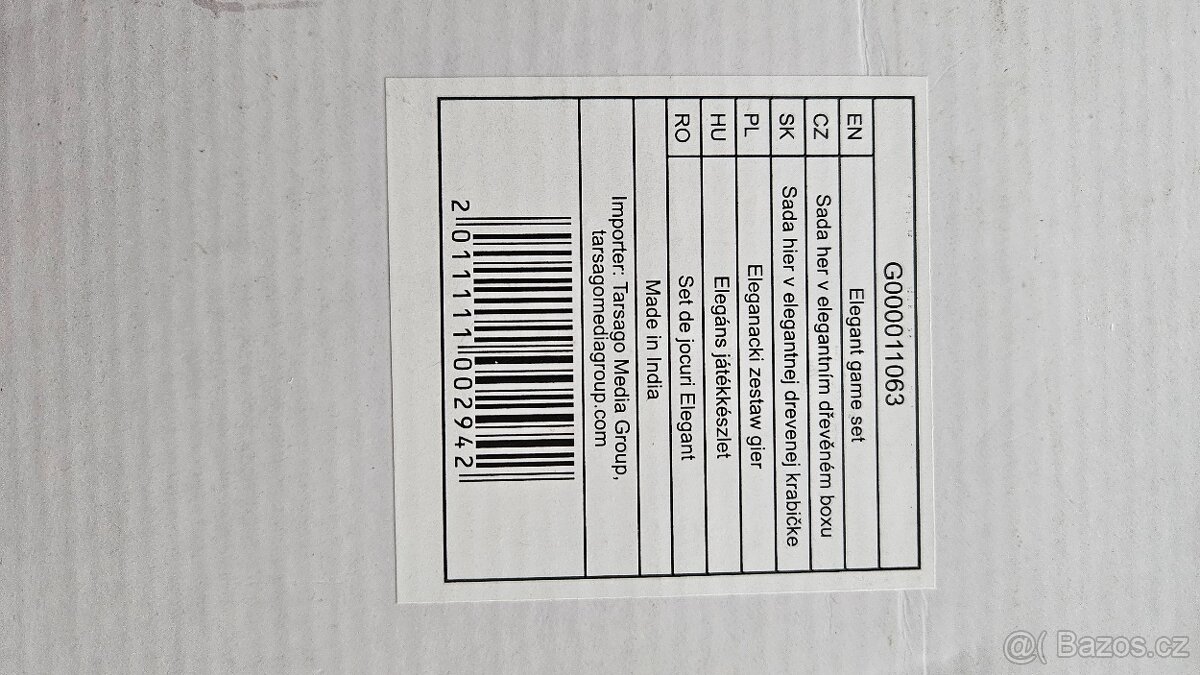 G0000011063
EN Elegant game set
CZ Sada her v elegantním dřevěném boxu
SK Sada hier v elegantnej drevenej krabičke
PL Eleganacki zestaw gier
HU Elegáns játékkészlet
RO Set de jocuri Elegant
Made in India
Importer: Tarsago Media Group,
tarsagomediagroup.com
2 011111 002942
@( Bazos.cz